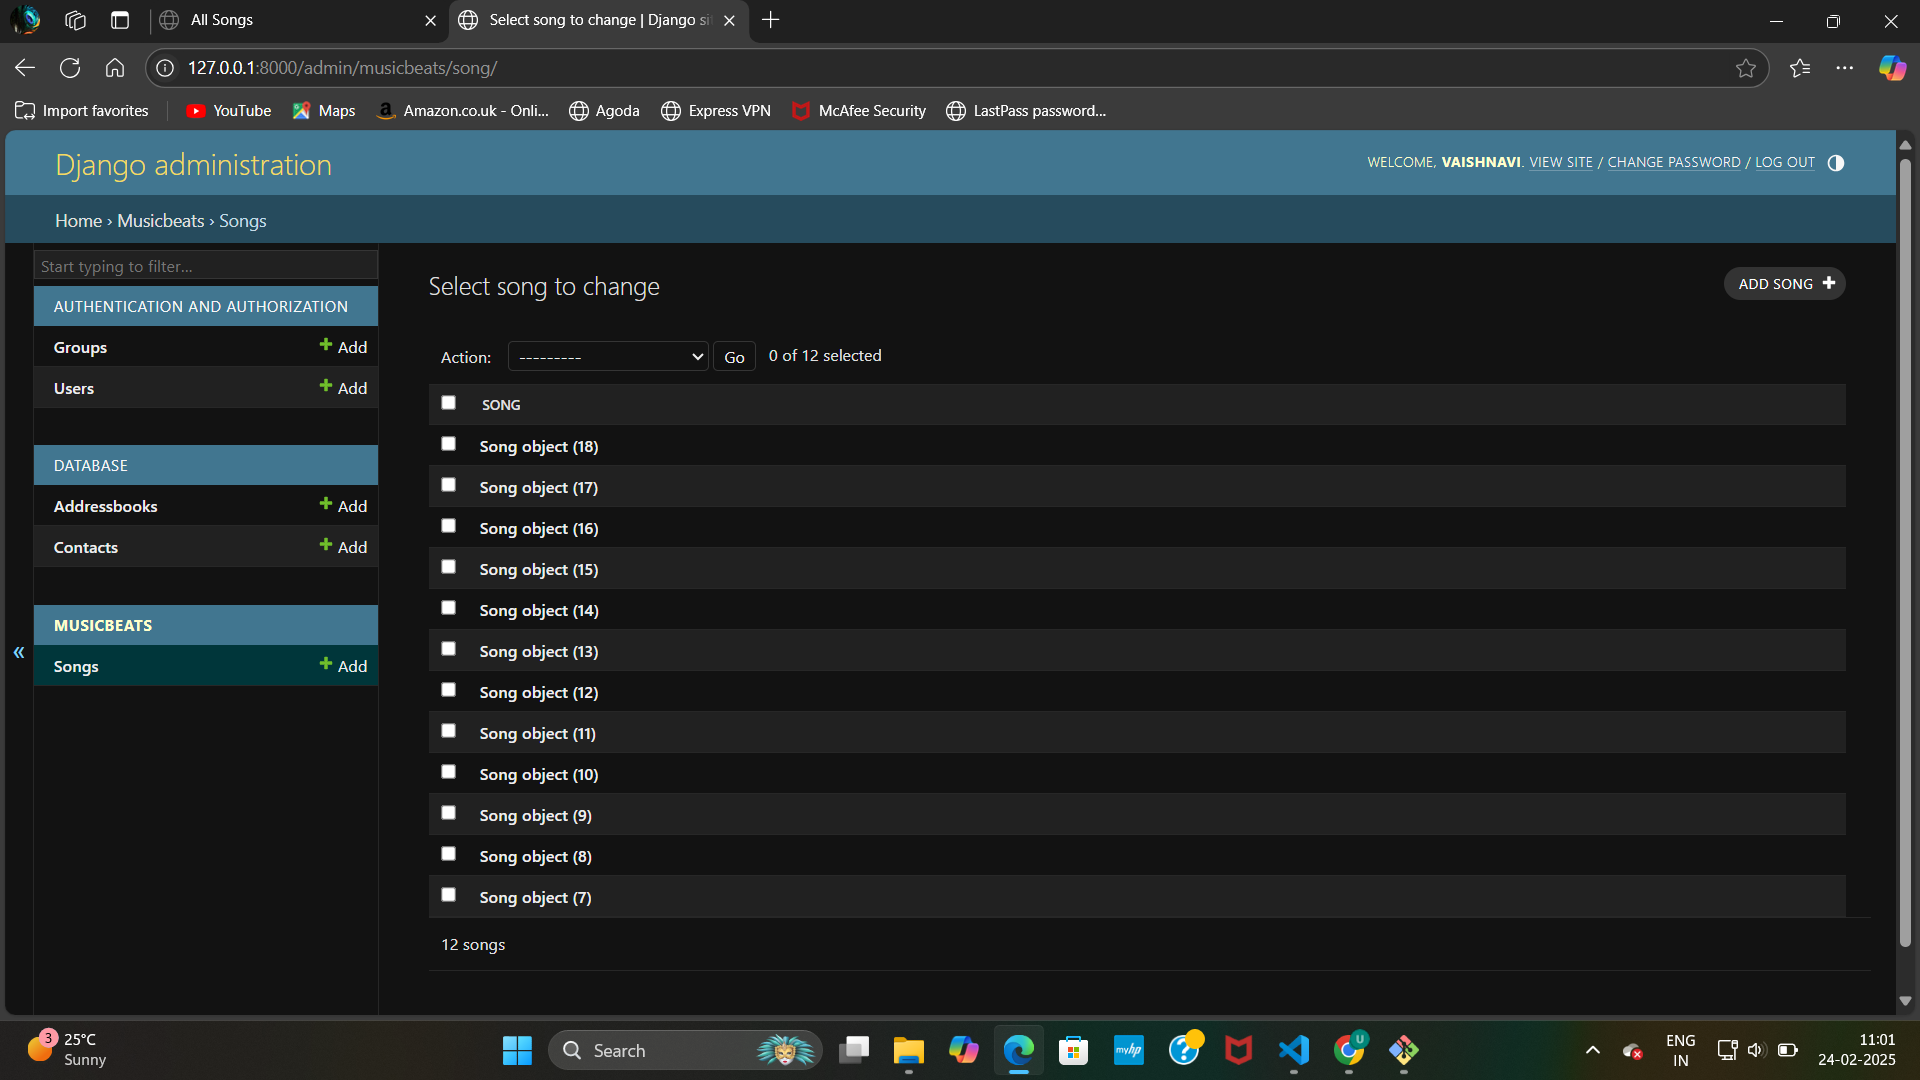 All Songs
Select song to change | Django si
127.0.0.1:8000/admin/musicbeats/song/
Import favorites
YouTube
Maps
Amazon.co.uk - Onli...
Agoda
Express VPN
McAfee Security
LastPass password...
Django administration
WELCOME, VAISHNAVI. VIEW SITE / CHANGE PASSWORD / LOG OUT
Home › Musicbeats › Songs
Start typing to filter...
AUTHENTICATION AND AUTHORIZATION
Groups + Add
Users + Add
DATABASE
Addressbooks + Add
Contacts + Add
MUSICBEATS
Songs + Add
«
Select song to change
ADD SONG +
Action: --------- Go 0 of 12 selected
SONG
Song object (18)
Song object (17)
Song object (16)
Song object (15)
Song object (14)
Song object (13)
Song object (12)
Song object (11)
Song object (10)
Song object (9)
Song object (8)
Song object (7)
12 songs
3
25°C
Sunny
Search
myhp
U
ENG
IN
11:01
24-02-2025